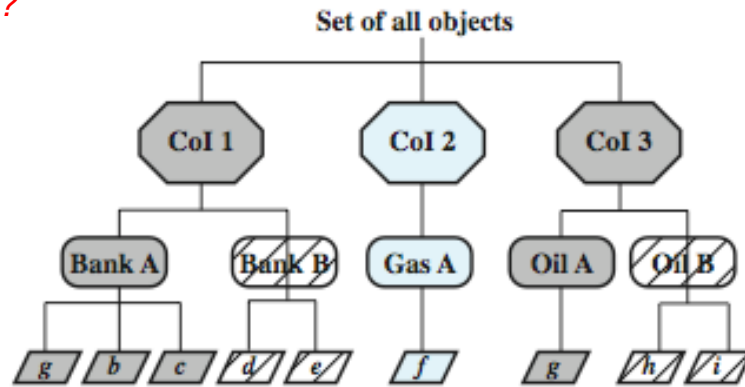 ?
Set of all objects
CoI 1 CoI 2 CoI 3
Bank A Bank B Gas A Oil A Oil B
g b c d e f g h i